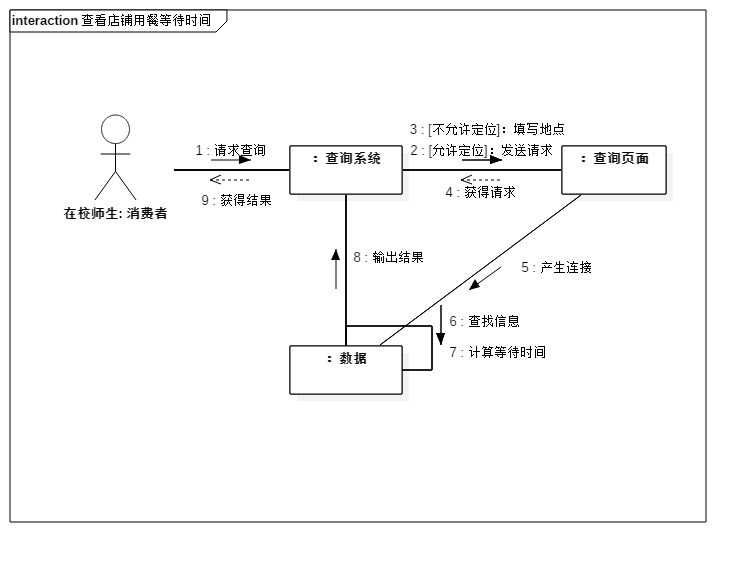 interaction 查看店铺用餐等待时间
3 : [不允许定位]：填写地点
1 : 请求查询
2 : [允许定位]：发送请求
：查询系统
：查询页面
4 : 获得请求
9 : 获得结果
在校师生: 消费者
8 : 输出结果
5 : 产生连接
6 : 查找信息
7 : 计算等待时间
：数据